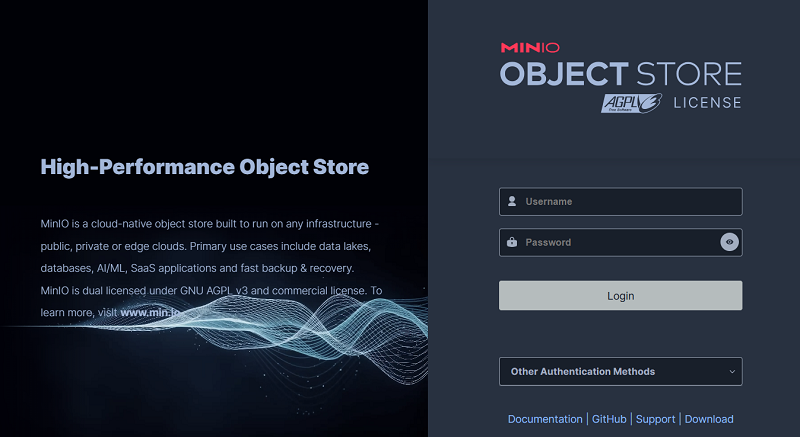 High-Performance Object Store
MinIO is a cloud-native object store built to run on any infrastructure -
public, private or edge clouds. Primary use cases include data lakes,
databases, AI/ML, SaaS applications and fast backup & recovery.
MinIO is dual licensed under GNU AGPL v3 and commercial license. To
learn more, visit www.min.io.
MINIO
OBJECT STORE
AGPLv3 LICENSE
Free Software
Username
Password
Login
Other Authentication Methods
Documentation | GitHub | Support | Download